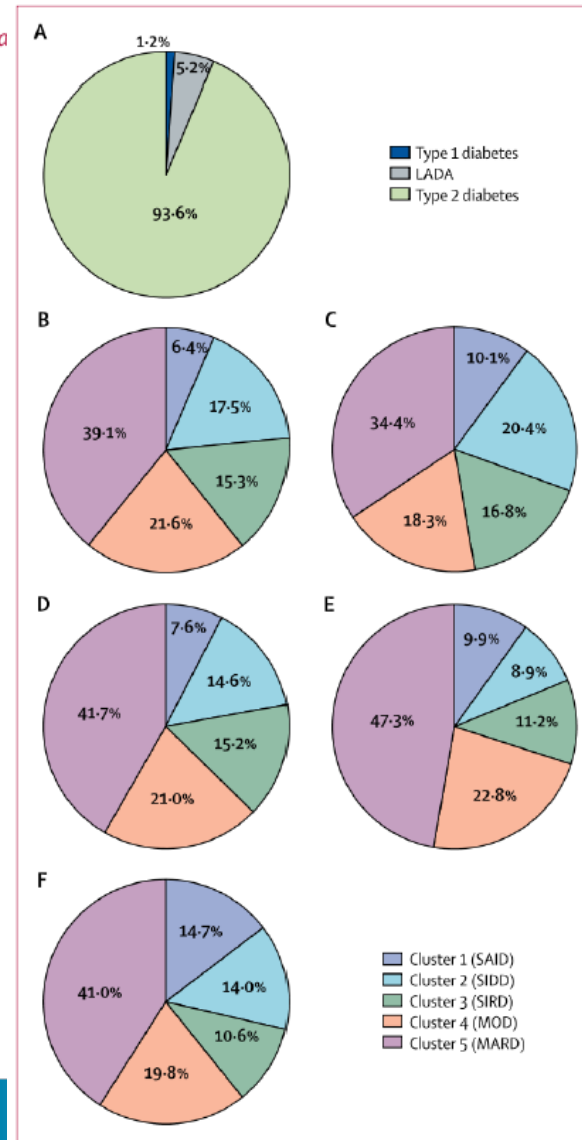 a
A
1·2%
5·2%
93·6%
Type 1 diabetes
LADA
Type 2 diabetes
B
6·4%
17·5%
15·3%
21·6%
39·1%
C
10·1%
20·4%
16·8%
18·3%
34·4%
D
7·6%
14·6%
15·2%
21·0%
41·7%
E
9·9%
8·9%
11·2%
22·8%
47·3%
F
14·7%
14·0%
10·6%
19·8%
41·0%
Cluster 1 (SAID)
Cluster 2 (SIDD)
Cluster 3 (SIRD)
Cluster 4 (MOD)
Cluster 5 (MARD)